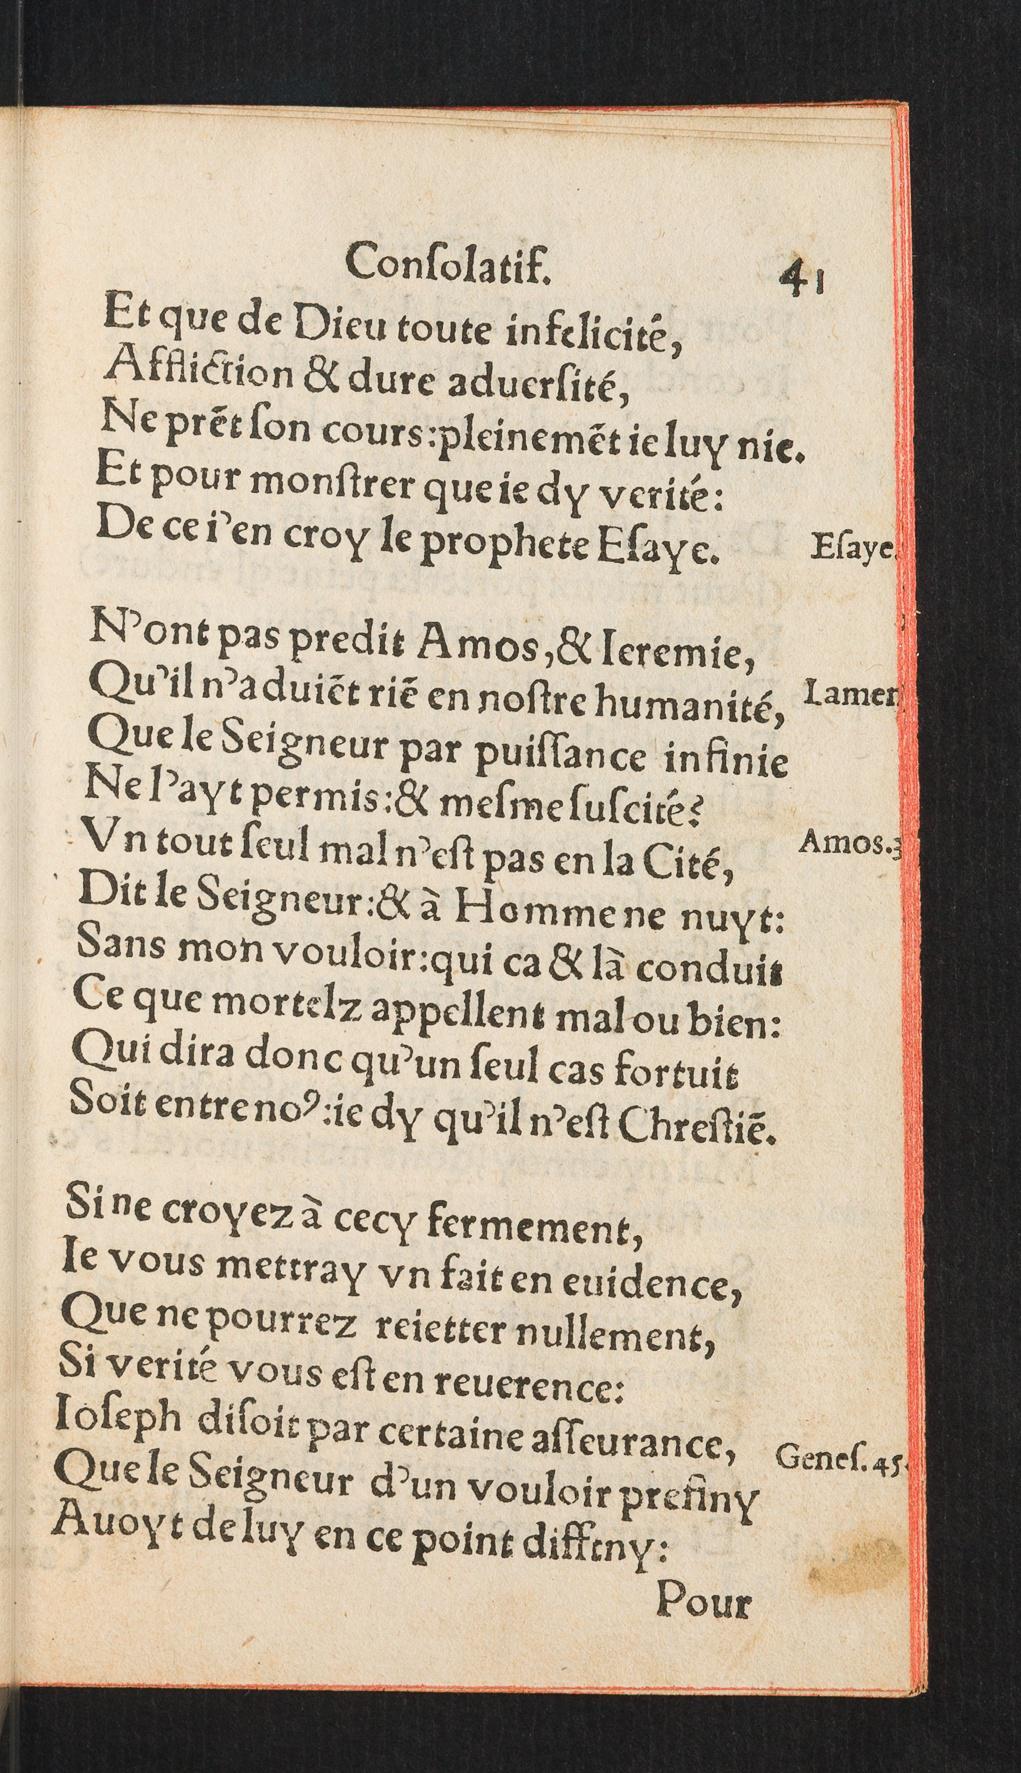 Conſolatif. 41
Et que de Dieu toute infelicité,
Affliction & dure aduerſité,
Ne prẽt ſon cours:pleinemẽt ie luy nie.
Et pour monſtrer que ie dy verité:
De ce i'en croy le prophete Eſaye. Eſaye.
N'ont pas predit Amos,& Ieremie,
Qu'il n'aduiẽt riẽ en noſtre humanité, Lamen
Que le Seigneur par puiſſance infinie
Ne l'ayt permis:& meſme ſuſcité?
Vn tout ſeul mal n'eſt pas en la Cité, Amos.3
Dit le Seigneur:& à Homme ne nuyt:
Sans mon vouloir:qui ca & là conduit
Ce que mortelz appellent mal ou bien:
Qui dira donc qu'un ſeul cas fortuit
Soit entre noꝰ:ie dy qu'il n'eſt Chreſtiẽ.
Si ne croyez à cecy fermement,
Ie vous mettray vn fait en euidence,
Que ne pourrez reietter nullement,
Si verité vous eſt en reuerence:
Ioſeph diſoit par certaine aſſeurance, Geneſ.45.
Que le Seigneur d'un vouloir prefiny
Auoyt de luy en ce point diffiny:
Pour